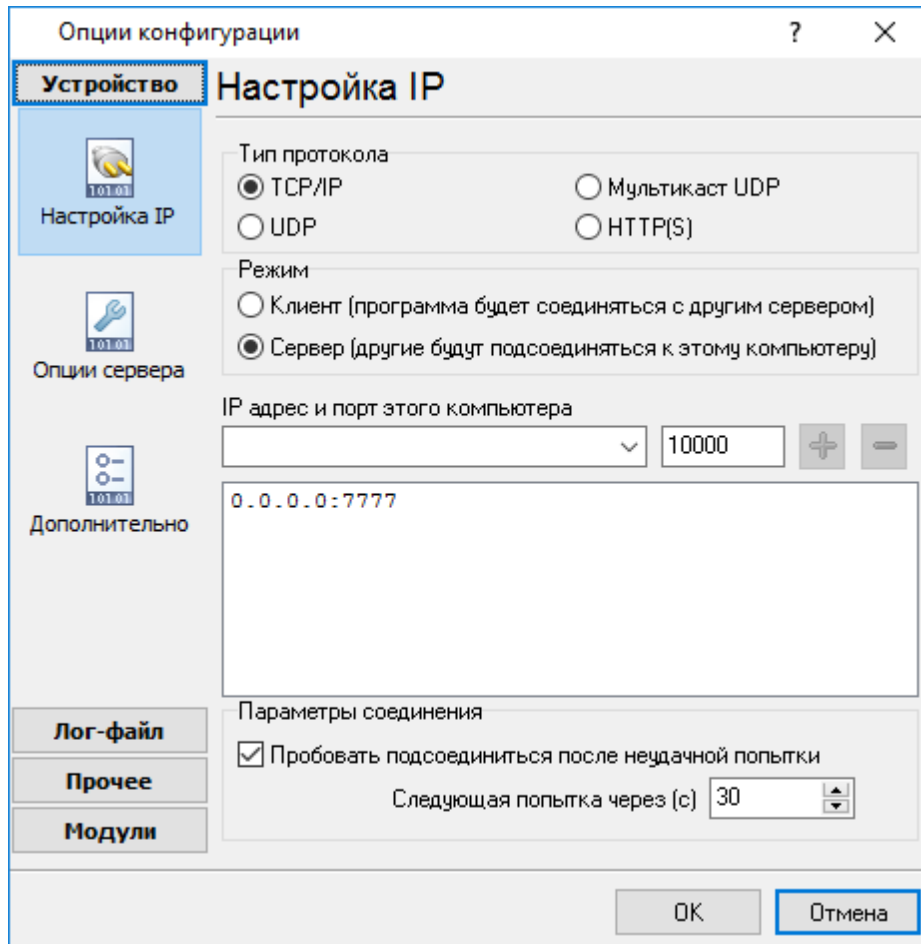 Опции конфигурации
?
Устройство
Настройка IP
Опции сервера
Дополнительно
Лог-файл
Прочее
Модули
Настройка IP
Тип протокола
TCP/IP
Мультикаст UDP
UDP
HTTP(S)
Режим
Клиент (программа будет соединяться с другим сервером)
Сервер (другие будут подсоединяться к этому компьютеру)
IP адрес и порт этого компьютера
10000
0.0.0.0:7777
Параметры соединения
Пробовать подсоединиться после неудачной попытки
Следующая попытка через (с) 30
OK
Отмена